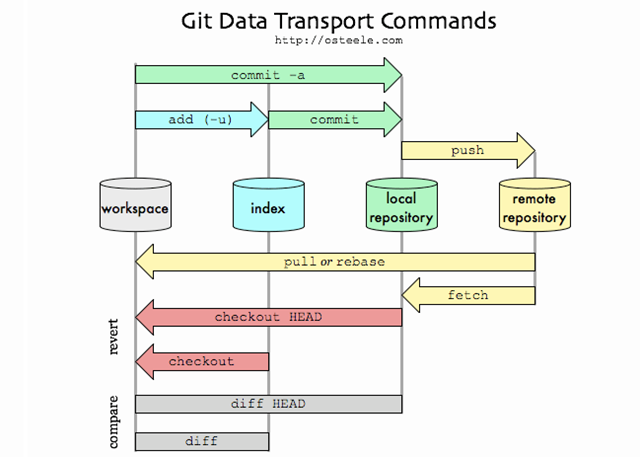 Git Data Transport Commands
http://osteele.com
commit -a
add (-u)
commit
push
workspace
index
local
repository
remote
repository
pull or rebase
fetch
revert
checkout HEAD
checkout
compare
diff HEAD
diff